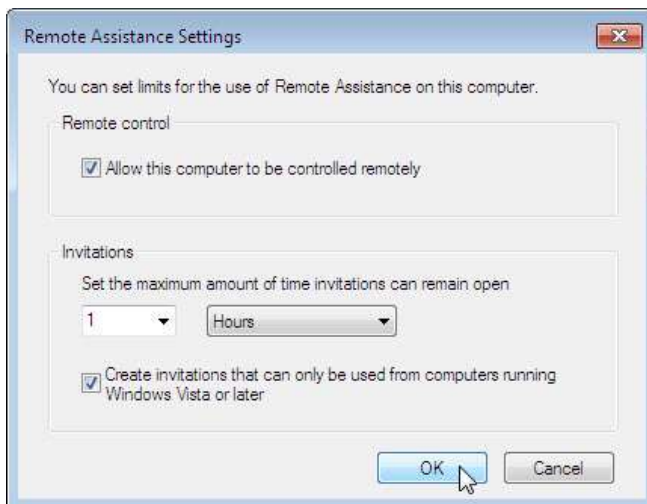 Remote Assistance Settings
You can set limits for the use of Remote Assistance on this computer.
Remote control
Allow this computer to be controlled remotely
Invitations
Set the maximum amount of time invitations can remain open
1 Hours
Create invitations that can only be used from computers running
Windows Vista or later
OK Cancel